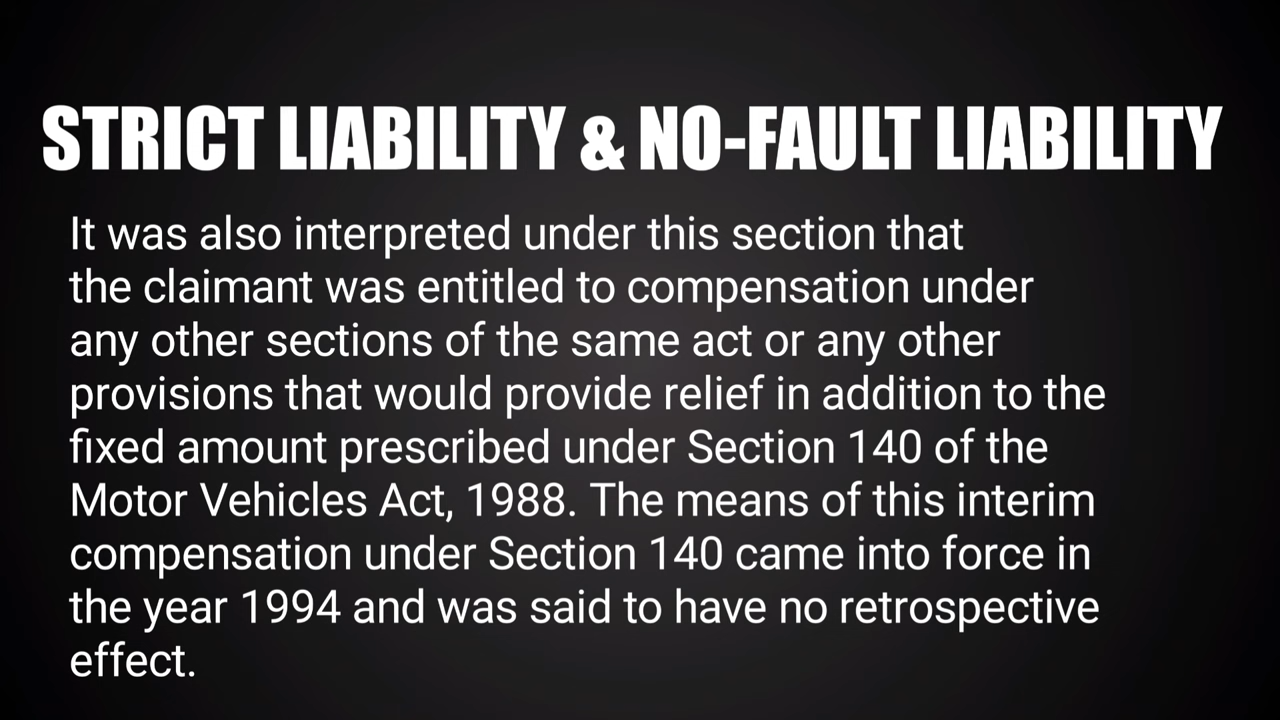 STRICT LIABILITY & NO-FAULT LIABILITY
It was also interpreted under this section that
the claimant was entitled to compensation under
any other sections of the same act or any other
provisions that would provide relief in addition to the
fixed amount prescribed under Section 140 of the
Motor Vehicles Act, 1988. The means of this interim
compensation under Section 140 came into force in
the year 1994 and was said to have no retrospective
effect.